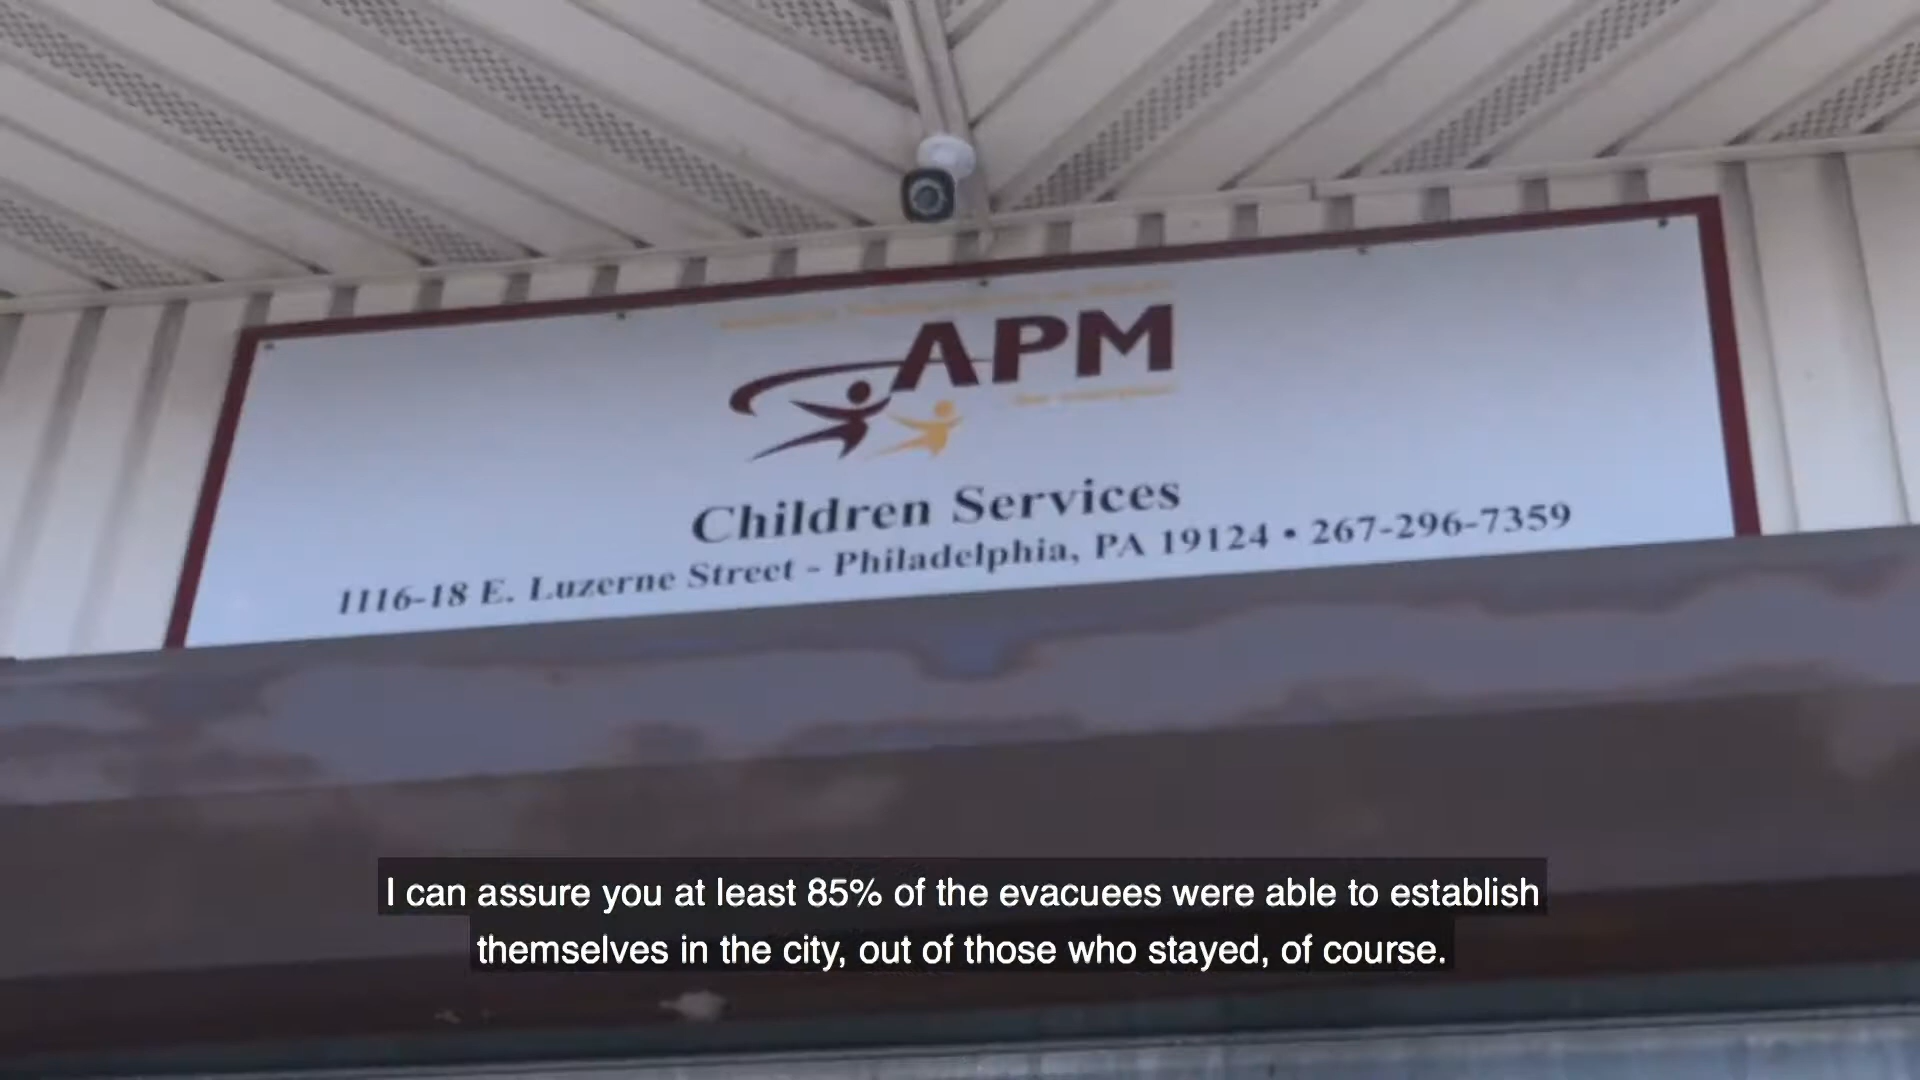 APM
Children Services
1116-18 E. Luzerne Street - Philadelphia, PA 19124 • 267-296-7359
I can assure you at least 85% of the evacuees were able to establish
themselves in the city, out of those who stayed, of course.